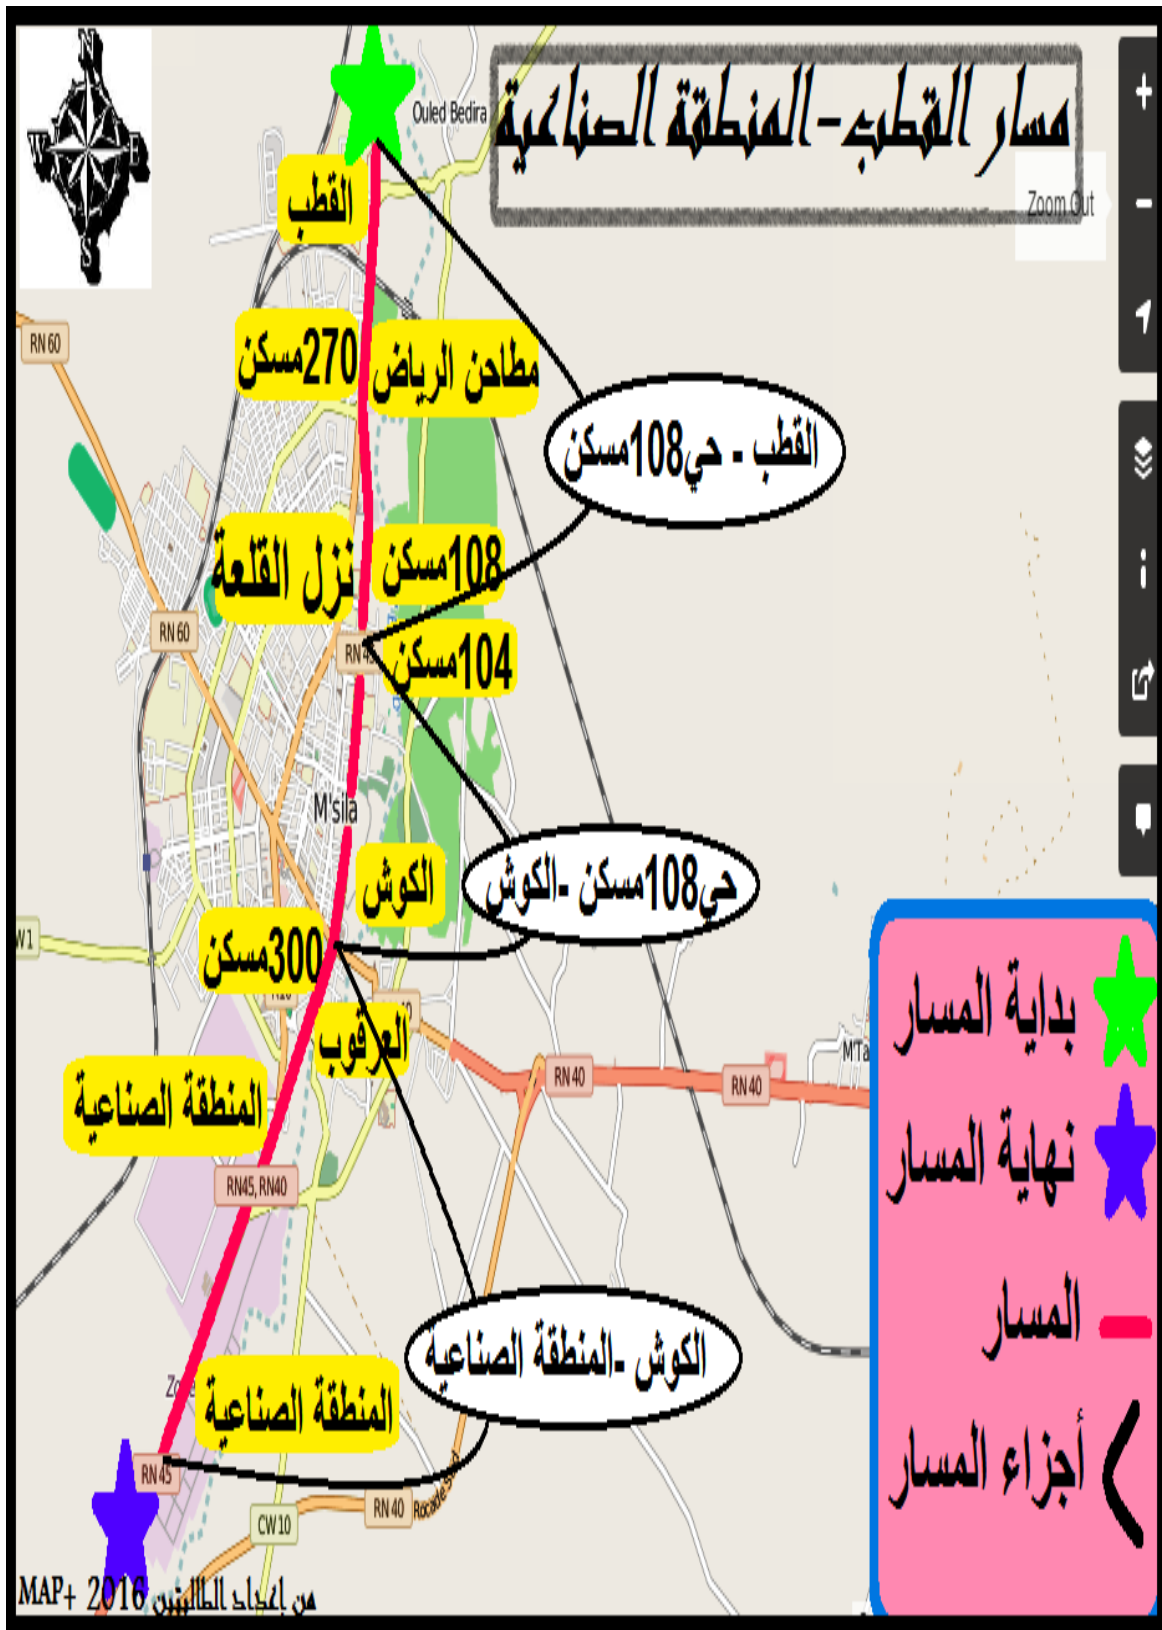 N
W E
S
Ouled Bedira
مسار القطب-المنطقة الصناعية
Zoom Out
القطب
RN 60
270مسكن
مطاحن الرياض
القطب - حي108مسكن
نزل القلعة
108مسكن
RN 60
104مسكن
M'sila
الكوش
حي108مسكن -الكوش
W1
300مسكن
العرقوب
المنطقة الصناعية
RN 40
RN 40
M'Ta
RN45, RN40
بداية المسار
نهاية المسار
المسار
أجزاء المسار
الكوش -المنطقة الصناعية
المنطقة الصناعية
RN 45
RN 40
CW 10
من إعداد الطالبتين MAP+ 2016